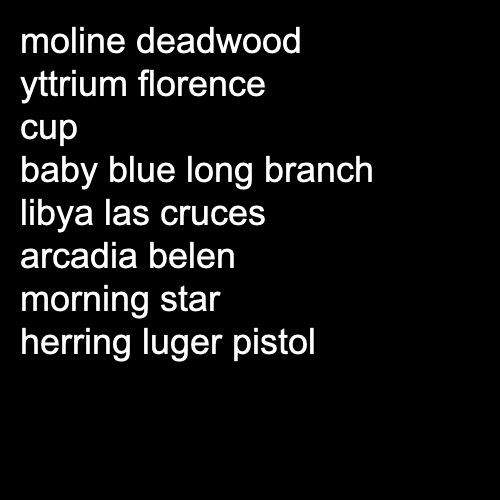 moline deadwood
yttrium florence
cup
baby blue long branch
libya las cruces
arcadia belen
morning star
herring luger pistol